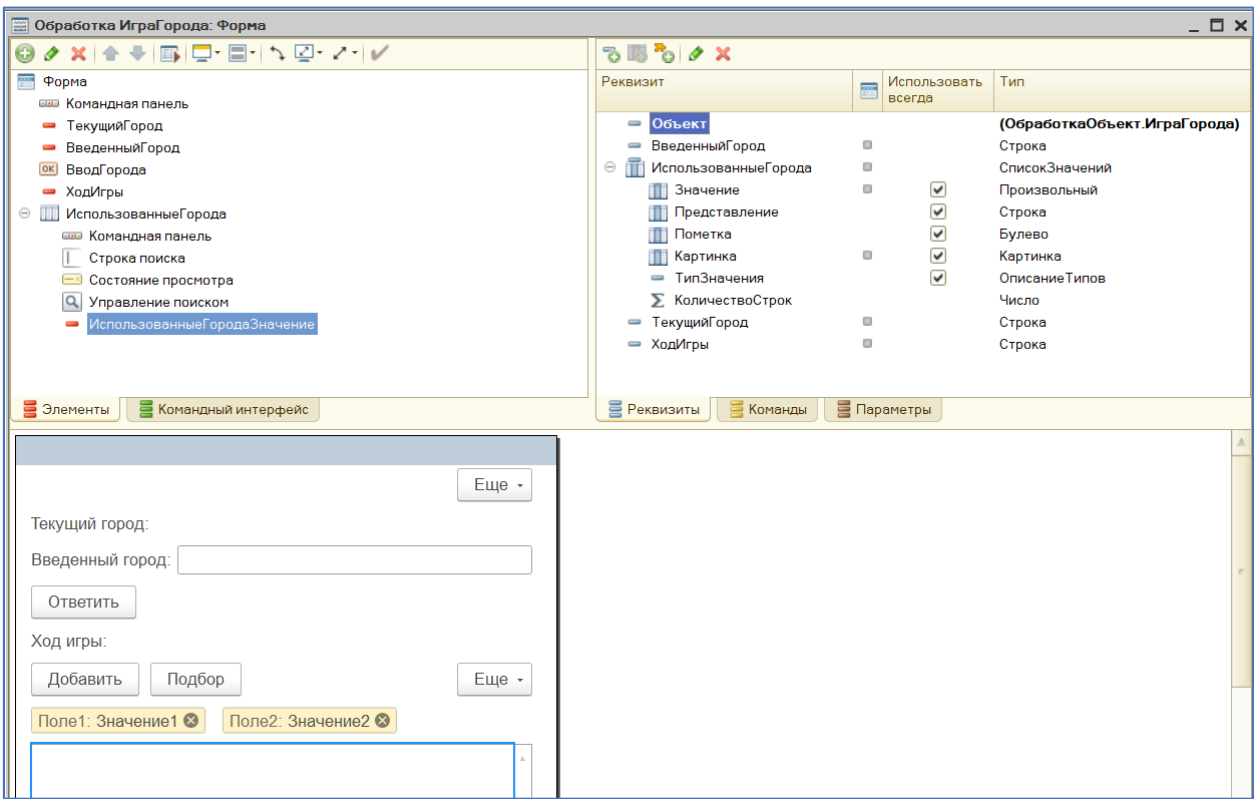 Обработка ИграГорода: Форма
Форма
Командная панель
ТекущийГород
ВведенныйГород
OK ВводГорода
ХодИгры
ИспользованныеГорода
Командная панель
Строка поиска
Состояние просмотра
Управление поиском
ИспользованныеГородаЗначение
Элементы Командный интерфейс
Реквизит Использовать всегда Тип
Объект (ОбработкаОбъект.ИграГорода)
ВведенныйГород Строка
ИспользованныеГорода СписокЗначений
Значение Произвольный
Представление Строка
Пометка Булево
Картинка Картинка
ТипЗначения ОписаниеТипов
КоличествоСтрок Число
ТекущийГород Строка
ХодИгры Строка
Реквизиты Команды Параметры
Еще
Текущий город:
Введенный город:
Ответить
Ход игры:
Добавить Подбор Еще
Поле1: Значение1 Поле2: Значение2